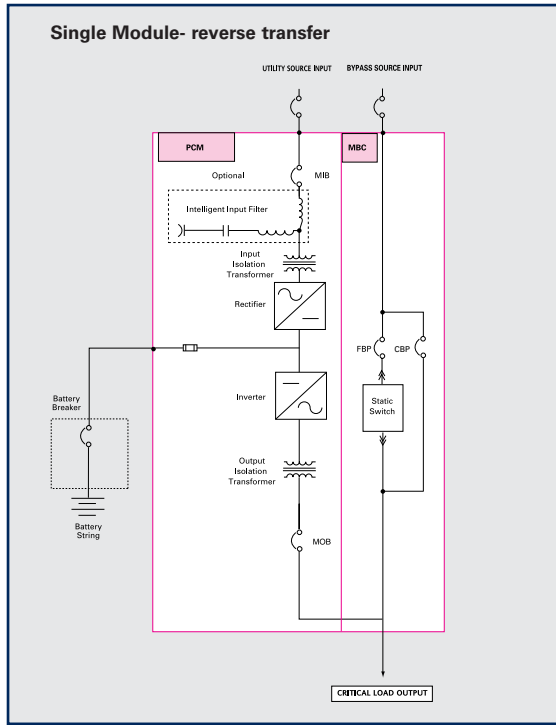 Single Module- reverse transfer
UTILITY SOURCE INPUT
BYPASS SOURCE INPUT
PCM
MBC
Optional
MIB
Intelligent Input Filter
Input
Isolation
Transformer
Rectifier
FBP
CBP
Battery
Breaker
Inverter
Static
Switch
Output
Isolation
Transformer
Battery
String
MOB
CRITICAL LOAD OUTPUT